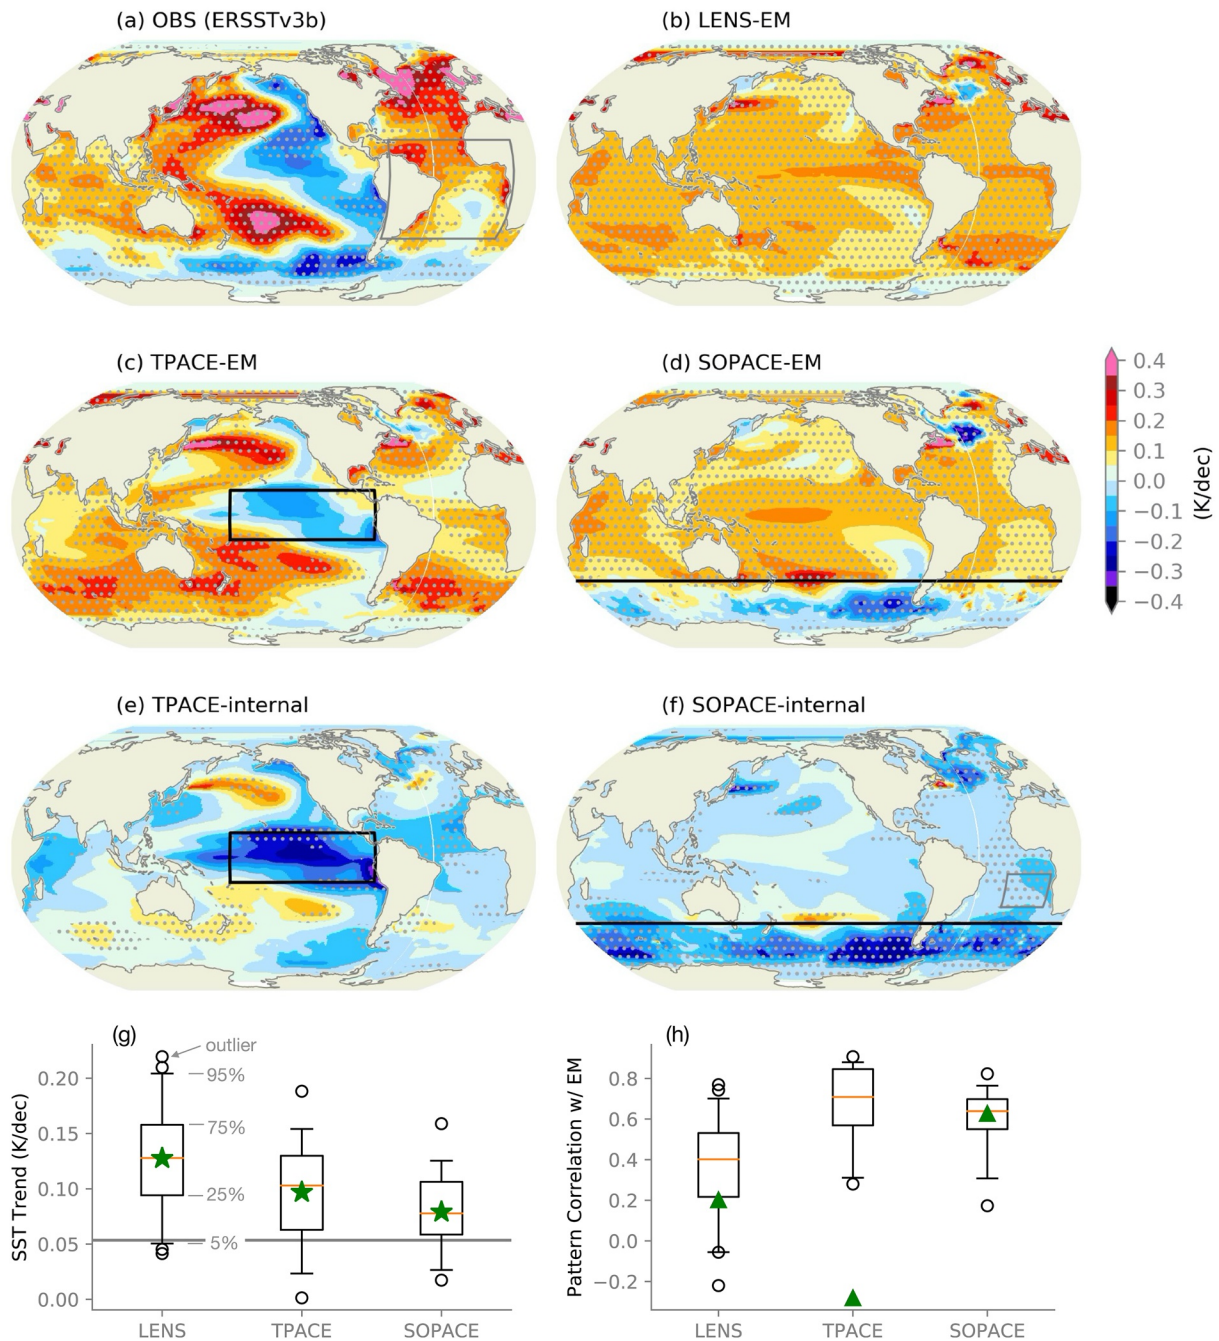 (a) OBS (ERSSTv3b)
(b) LENS-EM
(c) TPACE-EM
(d) SOPACE-EM
0.4
0.3
0.2
0.1
0.0
−0.1
−0.2
−0.3
−0.4
(K/dec)
(e) TPACE-internal
(f) SOPACE-internal
(g)
SST Trend (K/dec)
0.20
0.15
0.10
0.05
0.00
outlier
95%
75%
25%
5%
LENS
TPACE
SOPACE
(h)
Pattern Correlation w/ EM
0.8
0.6
0.4
0.2
0.0
−0.2
LENS
TPACE
SOPACE